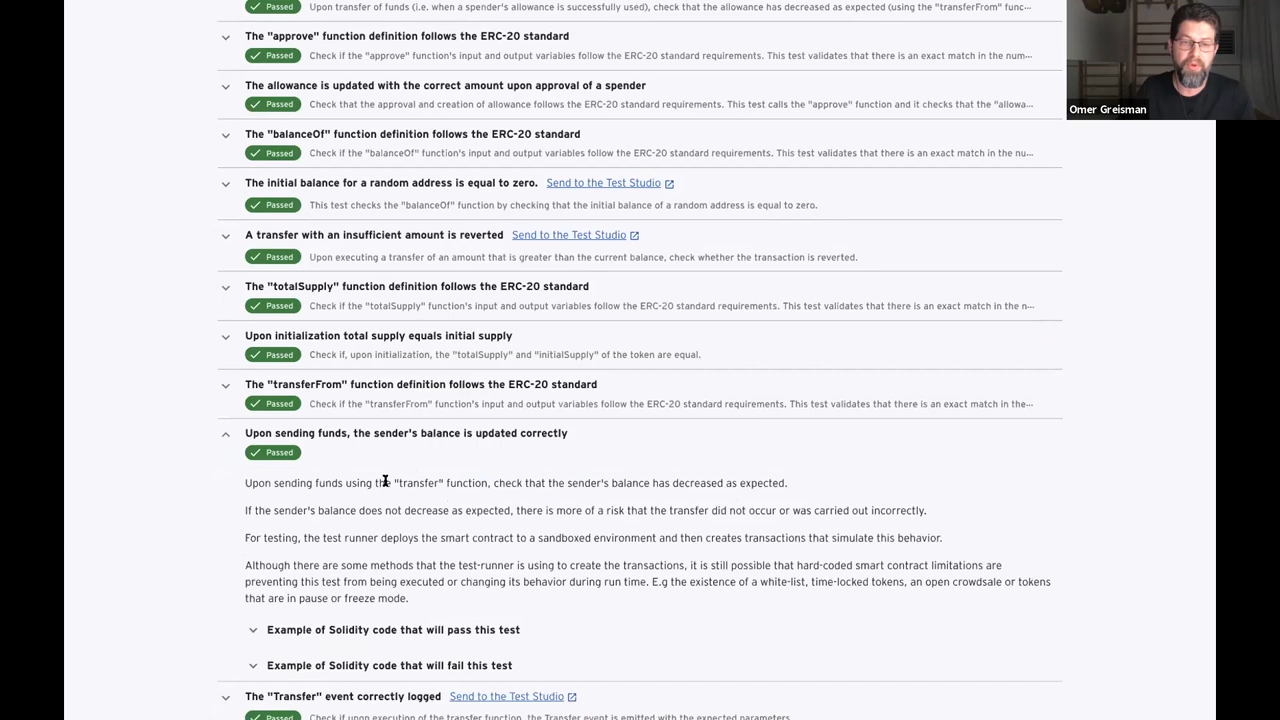 Passed Upon transfer of funds (i.e. when a spender's allowance is successfully used), check that the allowance has decreased as expected (using the "transferFrom" func...
The "approve" function definition follows the ERC-20 standard
Passed Check if the "approve" function's input and output variables follow the ERC-20 standard requirements. This test validates that there is an exact match in the num...
The allowance is updated with the correct amount upon approval of a spender
Passed Check that the approval and creation of allowance follows the ERC-20 standard requirements. This test calls the "approve" function and it checks that the "allowa...
The "balanceOf" function definition follows the ERC-20 standard
Passed Check if the "balanceOf" function's input and output variables follow the ERC-20 standard requirements. This test validates that there is an exact match in the nu...
The initial balance for a random address is equal to zero. Send to the Test Studio
Passed This test checks the "balanceOf" function by checking that the initial balance of a random address is equal to zero.
A transfer with an insufficient amount is reverted Send to the Test Studio
Passed Upon executing a transfer of an amount that is greater than the current balance, check whether the transaction is reverted.
The "totalSupply" function definition follows the ERC-20 standard
Passed Check if the "totalSupply" function's input and output variables follow the ERC-20 standard requirements. This test validates that there is an exact match in the n...
Upon initialization total supply equals initial supply
Passed Check if, upon initialization, the "totalSupply" and "initialSupply" of the token are equal.
The "transferFrom" function definition follows the ERC-20 standard
Passed Check if the "transferFrom" function's input and output variables follow the ERC-20 standard requirements. This test validates that there is an exact match in the...
Upon sending funds, the sender's balance is updated correctly
Passed
Upon sending funds using the "transfer" function, check that the sender's balance has decreased as expected.
If the sender's balance does not decrease as expected, there is more of a risk that the transfer did not occur or was carried out incorrectly.
For testing, the test runner deploys the smart contract to a sandboxed environment and then creates transactions that simulate this behavior.
Although there are some methods that the test-runner is using to create the transactions, it is still possible that hard-coded smart contract limitations are
preventing this test from being executed or changing its behavior during run time. E.g the existence of a white-list, time-locked tokens, an open crowdsale or tokens
that are in pause or freeze mode.
Example of Solidity code that will pass this test
Example of Solidity code that will fail this test
The "Transfer" event correctly logged Send to the Test Studio
Passed Check if upon execution of the transfer function, the Transfer event is emitted with the expected parameters.
Omer Greisman